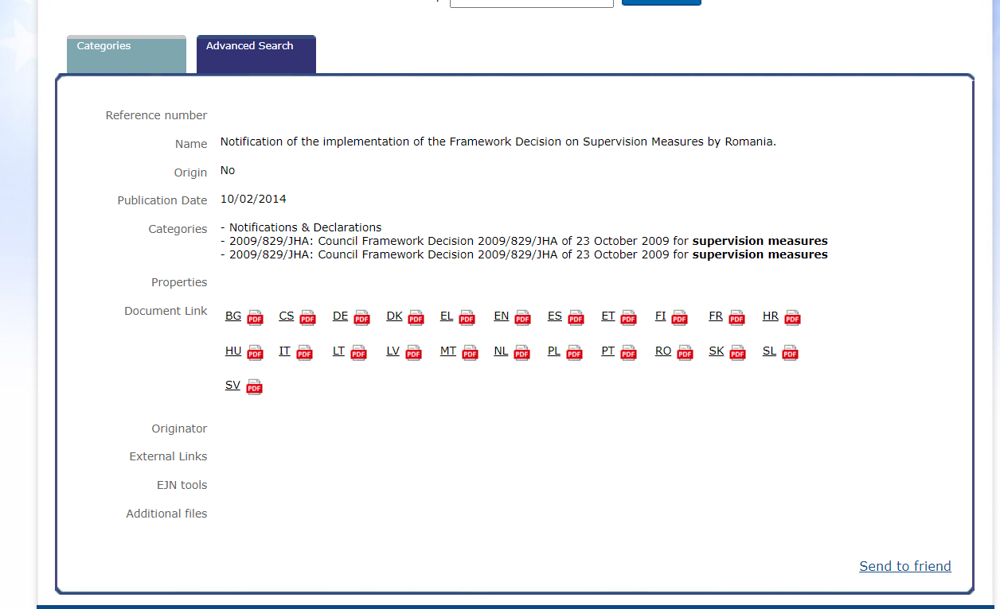 Categories
Advanced Search
Reference number
Name Notification of the implementation of the Framework Decision on Supervision Measures by Romania.
Origin No
Publication Date 10/02/2014
Categories - Notifications & Declarations
- 2009/829/JHA: Council Framework Decision 2009/829/JHA of 23 October 2009 for supervision measures
- 2009/829/JHA: Council Framework Decision 2009/829/JHA of 23 October 2009 for supervision measures
Properties
Document Link BG PDF CS PDF DE PDF DK PDF EL PDF EN PDF ES PDF ET PDF FI PDF FR PDF HR PDF
HU PDF IT PDF LT PDF LV PDF MT PDF NL PDF PL PDF PT PDF RO PDF SK PDF SL PDF
SV PDF
Originator
External Links
EJN tools
Additional files
Send to friend